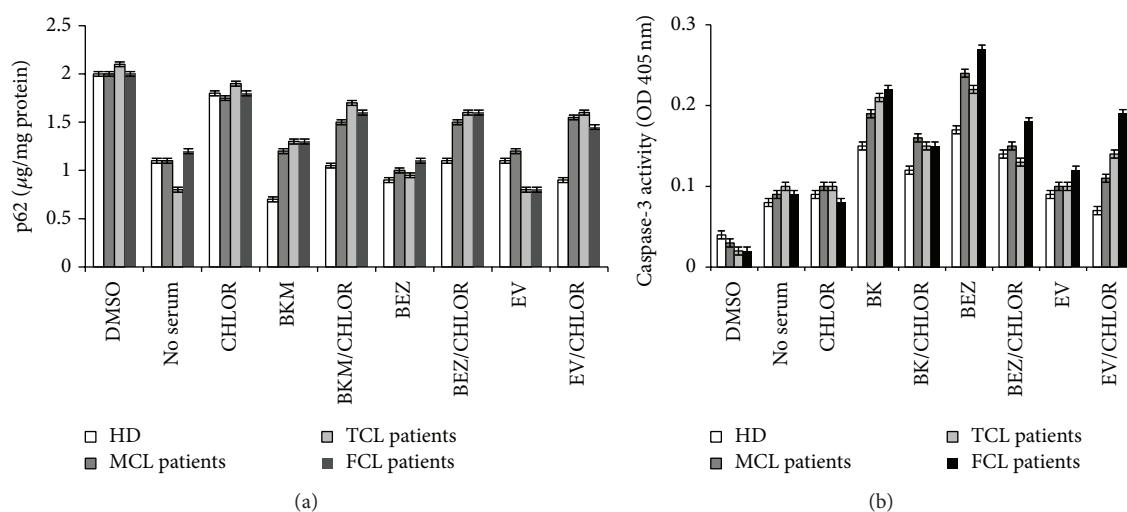 p62 (μg/mg protein)
2.5
2
1.5
1
0.5
0
DMSO
No serum
CHLOR
BKM
BKM/CHLOR
BEZ
BEZ/CHLOR
EV
EV/CHLOR
HD
TCL patients
MCL patients
FCL patients
(a)
Caspase-3 activity (OD 405 nm)
0.3
0.2
0.1
0
DMSO
No serum
CHLOR
BK
BK/CHLOR
BEZ
BEZ/CHLOR
EV
EV/CHLOR
HD
TCL patients
MCL patients
FCL patients
(b)